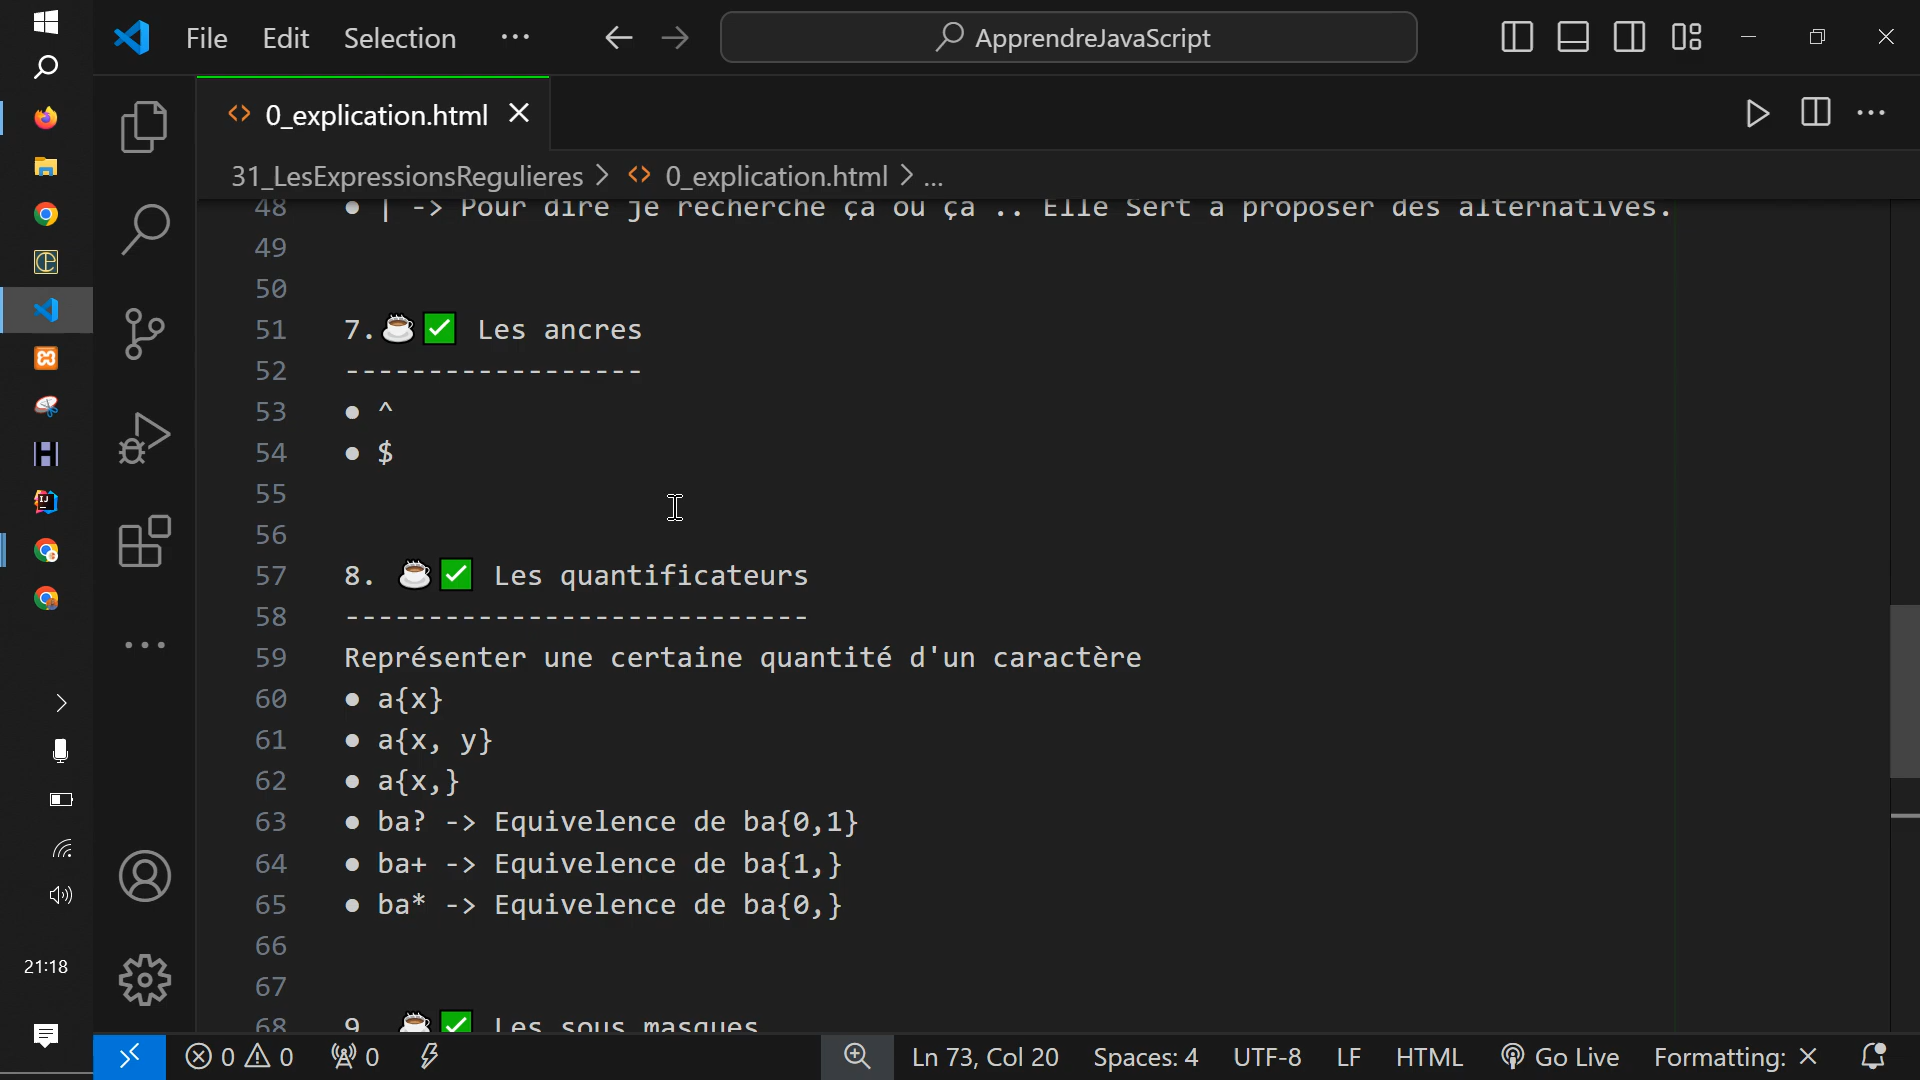 File Edit Selection ··· ApprendreJavaScript
0_explication.html
31_LesExpressionsRegulieres > 0_explication.html > ...
48 • | -> Pour dire je recherche ça ou ça .. Elle Sert à proposer des alternatives.
49
50
51 7.☕✅ Les ancres
52 ------------------
53 • ^
54 • $
55
56
57 8. ☕✅ Les quantificateurs
58 ----------------------------
59 Représenter une certaine quantité d'un caractère
60 • a{x}
61 • a{x, y}
62 • a{x,}
63 • ba? -> Equivelence de ba{0,1}
64 • ba+ -> Equivelence de ba{1,}
65 • ba* -> Equivelence de ba{0,}
66
67
68 9. ☕✅ Les sous masques
21:18
0 0 0 Ln 73, Col 20 Spaces: 4 UTF-8 LF HTML Go Live Formatting: ×